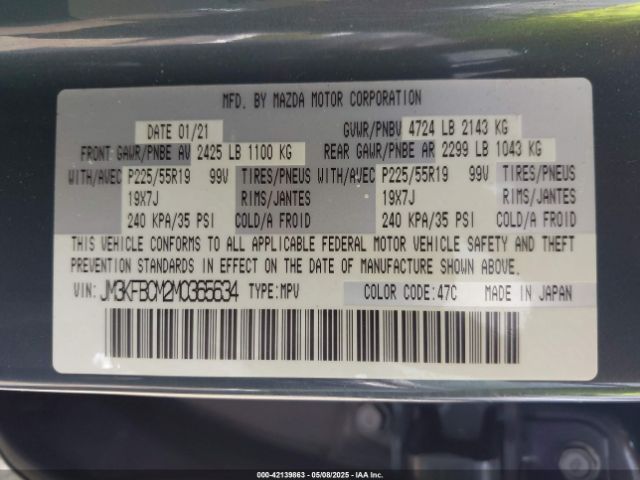 MFD. BY MAZDA MOTOR CORPORATION
DATE 01/21 GVWR/PNBV 4724 LB 2143 KG
FRONT GAWR/PNBE AV 2425 LB 1100 KG REAR GAWR/PNBE AR 2299 LB 1043 KG
WITH/AVEC P225/55R19 99V TIRES/PNEUS WITH/AVEC P225/55R19 99V TIRES/PNEUS
19X7J RIMS/JANTES 19X7J RIMS/JANTES
240 KPA/35 PSI COLD/A FROID 240 KPA/35 PSI COLD/A FROID
THIS VEHICLE CONFORMS TO ALL APPLICABLE FEDERAL MOTOR VEHICLE SAFETY AND THEFT
PREVENTION STANDARDS IN EFFECT ON THE DATE OF MANUFACTURE SHOWN ABOVE.
VIN: JM3KFBCM2M0365634 TYPE:MPV COLOR CODE: 47C MADE IN JAPAN
000-42139863 - 05/08/2025 - IAA Inc.